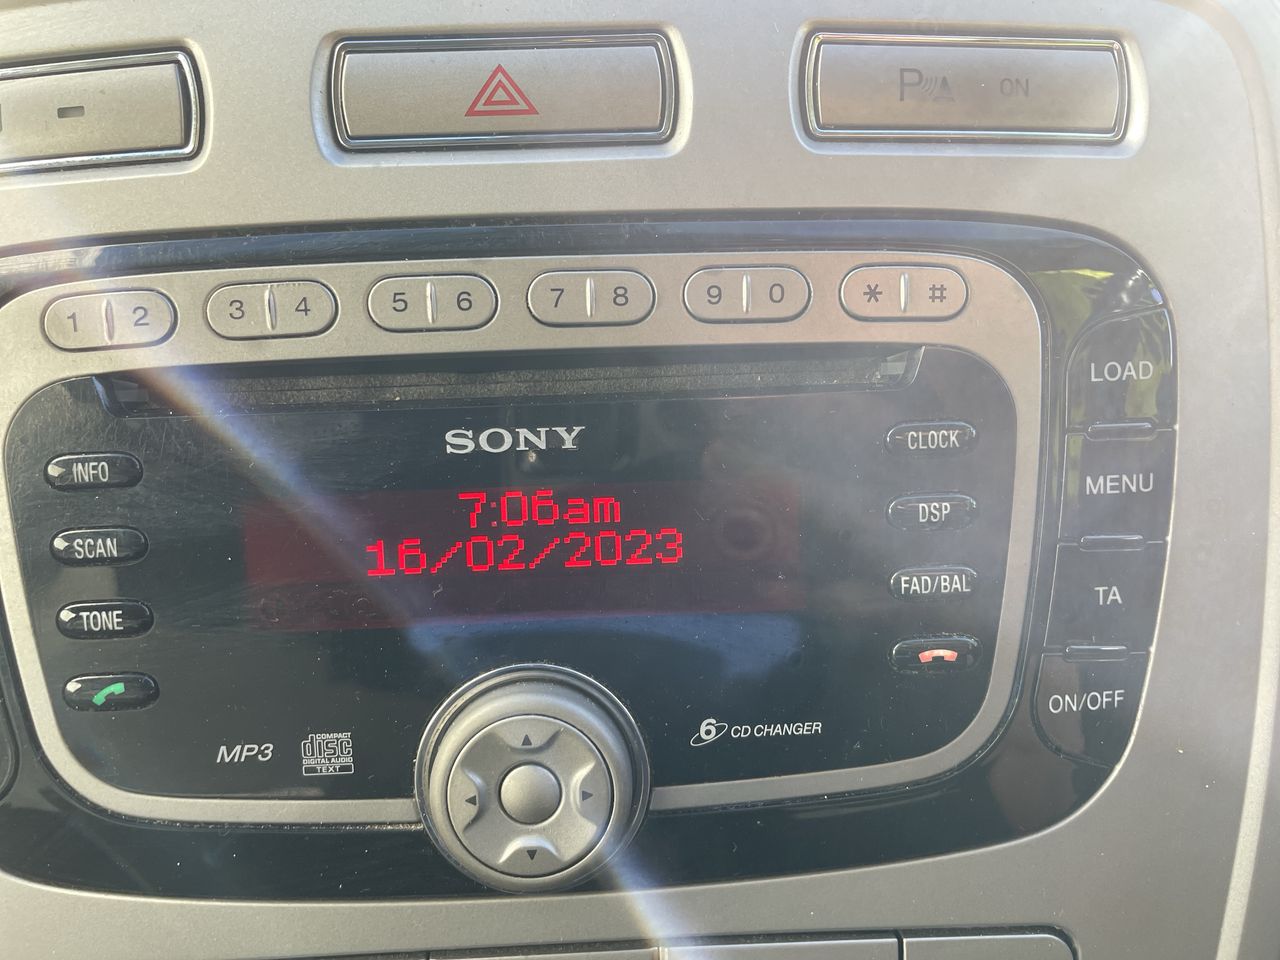 P ON
1 2 3 4 5 6 7 8 9 0 * #
LOAD
SONY
CLOCK
INFO
MENU
7:06am
DSP
16/02/2023
SCAN
FAD/BAL
TA
TONE
ON/OFF
MP3
COMPACT
disc
DIGITAL AUDIO
TEXT
6 CD CHANGER